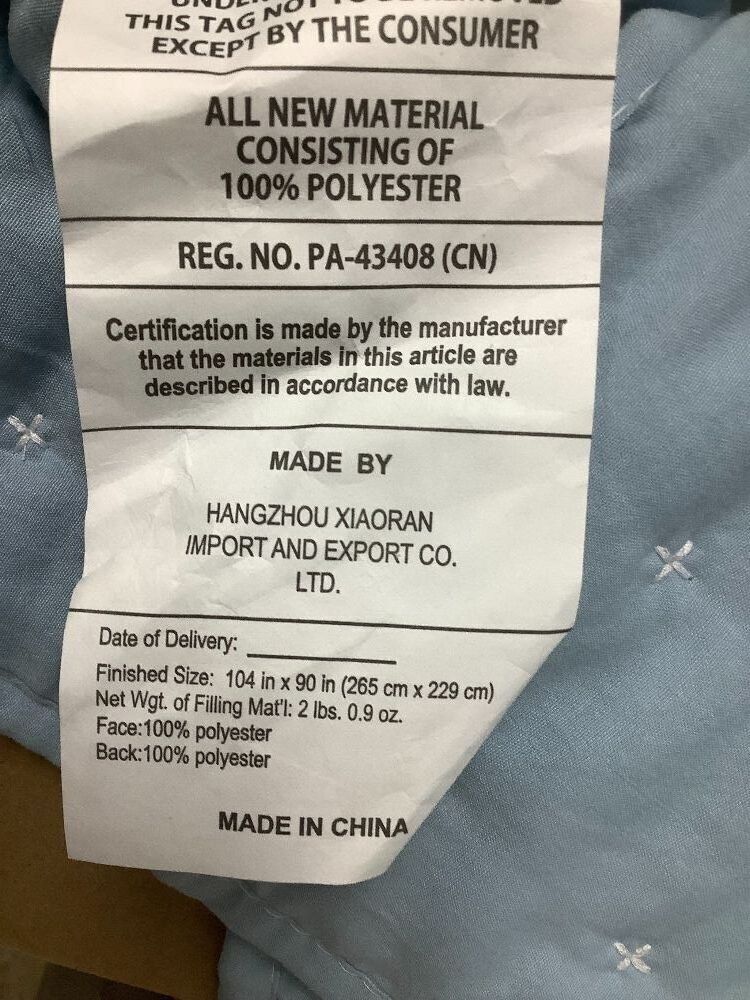 THIS TAG NOT
EXCEPT BY THE CONSUMER
ALL NEW MATERIAL
CONSISTING OF
100% POLYESTER
REG. NO. PA-43408 (CN)
Certification is made by the manufacturer
that the materials in this article are
described in accordance with law.
MADE BY
HANGZHOU XIAORAN
IMPORT AND EXPORT CO.
LTD.
Date of Delivery:
Finished Size: 104 in x 90 in (265 cm x 229 cm)
Net Wgt. of Filling Mat'l: 2 lbs. 0.9 oz.
Face:100% polyester
Back:100% polyester
MADE IN CHINA